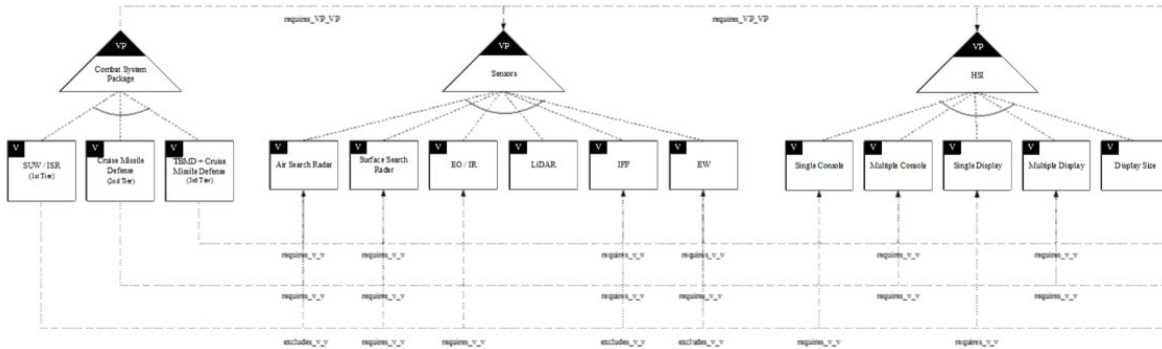 requires_VP_VP
requires_VP_VP
VP
Combat System
Package
VP
Sensors
VP
HSI
V
SUW / ISR
(1st Tier)
V
Cruise Missile
Defense
(2nd Tier)
V
TBMD + Cruise
Missile Defense
(3rd Tier)
V
Air Search Radar
V
Surface Search
Radar
V
EO / IR
V
LiDAR
V
IFF
V
EW
V
Single Console
V
Multiple Console
V
Single Display
V
Multiple Display
V
Display Size
requires_v_v
requires_v_v
requires_v_v
requires_v_v
requires_v_v
requires_v_v
requires_v_v
requires_v_v
requires_v_v
requires_v_v
requires_v_v
requires_v_v
excludes_v_v
requires_v_v
requires_v_v
excludes_v_v
excludes_v_v
requires_v_v
requires_v_v